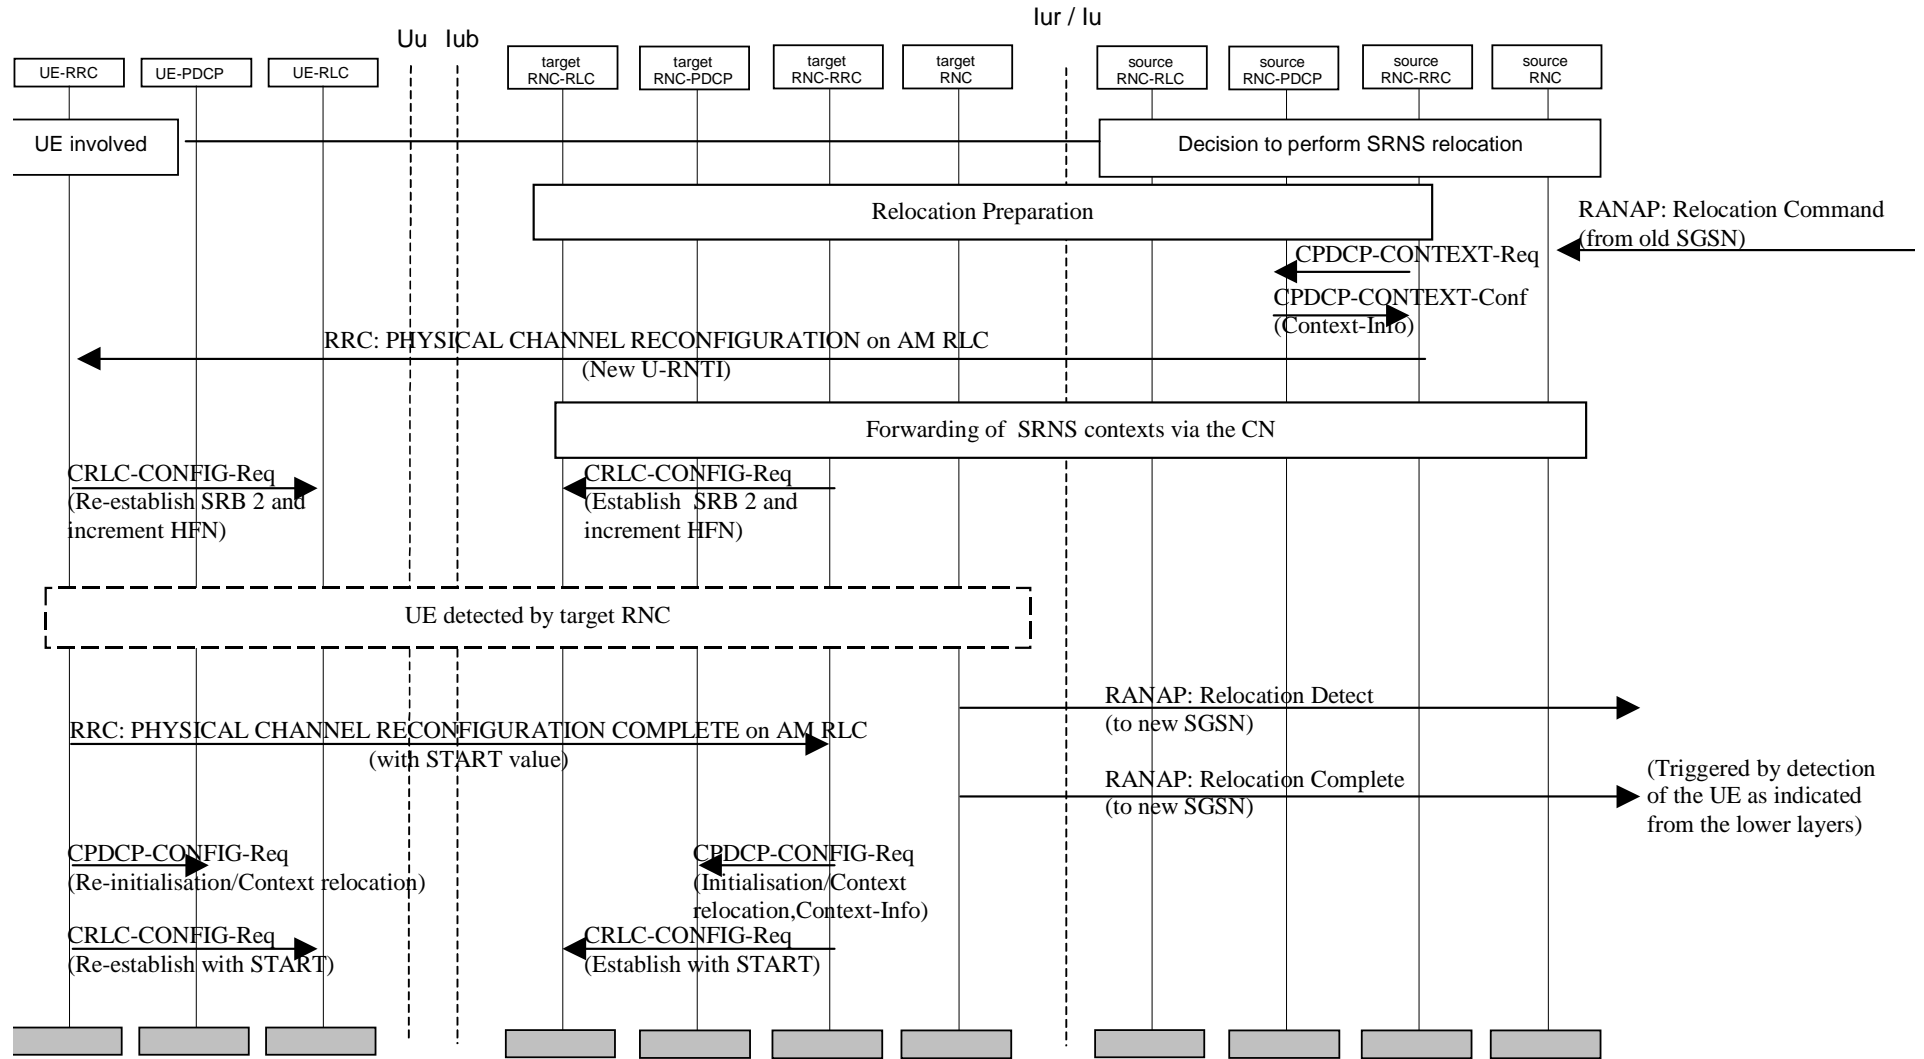 Iur / Iu
Uu
Iub
UE-RRC
UE-PDCP
UE-RLC
target
RNC-RLC
target
RNC-PDCP
target
RNC-RRC
target
RNC
source
RNC-RLC
source
RNC-PDCP
source
RNC-RRC
source
RNC
UE involved
Decision to perform SRNS relocation
Relocation Preparation
RANAP: Relocation Command
(from old SGSN)
CPDCP-CONTEXT-Req
CPDCP-CONTEXT-Conf
(Context-Info)
RRC: PHYSICAL CHANNEL RECONFIGURATION on AM RLC
(New U-RNTI)
Forwarding of SRNS contexts via the CN
CRLC-CONFIG-Req
(Re-establish SRB 2 and
increment HFN)
CRLC-CONFIG-Req
(Establish SRB 2 and
increment HFN)
UE detected by target RNC
RANAP: Relocation Detect
(to new SGSN)
RRC: PHYSICAL CHANNEL RECONFIGURATION COMPLETE on AM RLC
(with START value)
RANAP: Relocation Complete
(to new SGSN)
(Triggered by detection
of the UE as indicated
from the lower layers)
CPDCP-CONFIG-Req
(Re-initialisation/Context relocation)
CPDCP-CONFIG-Req
(Initialisation/Context
relocation,Context-Info)
CRLC-CONFIG-Req
(Re-establish with START)
CRLC-CONFIG-Req
(Establish with START)